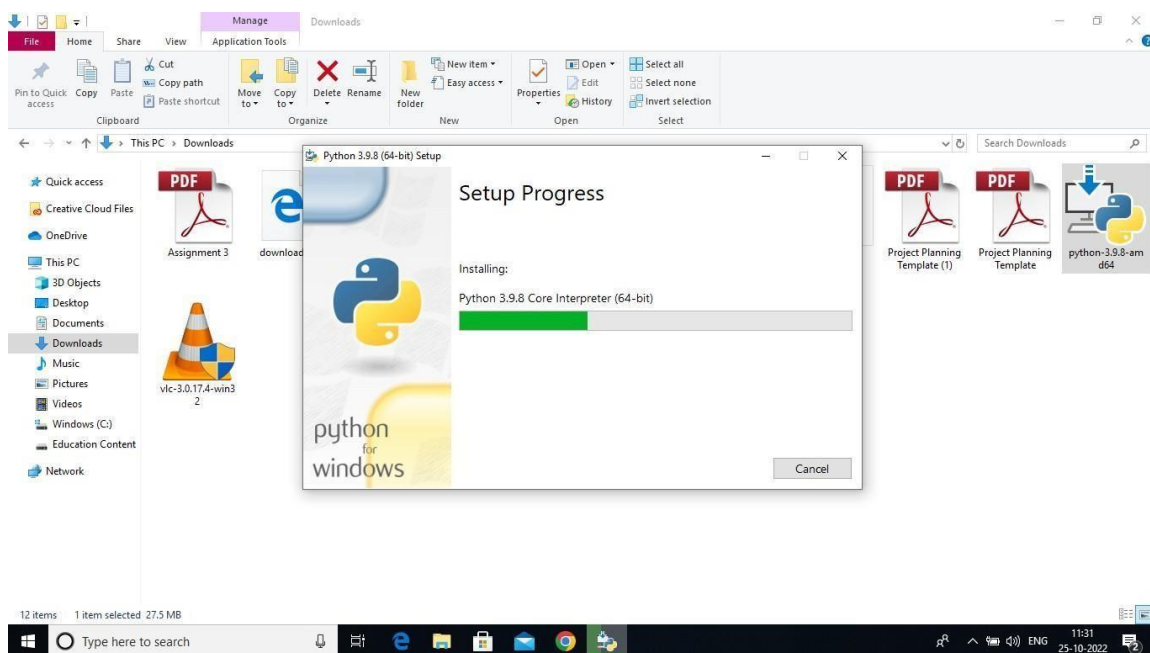 Manage
Downloads
File Home Share View Application Tools
Pin to Quick access
Copy
Paste
Cut
Copy path
Paste shortcut
Clipboard
Move to
Copy to
Delete
Rename
Organize
New folder
New item
Easy access
New
Properties
Open
Edit
History
Open
Select all
Select none
Invert selection
Select
This PC > Downloads
Search Downloads
Quick access
Creative Cloud Files
OneDrive
This PC
3D Objects
Desktop
Documents
Downloads
Music
Pictures
Videos
Windows (C:)
Education Content
Network
PDF
Assignment 3
download
vlc-3.0.17.4-win3
2
Python 3.9.8 (64-bit) Setup
Setup Progress
Installing:
Python 3.9.8 Core Interpreter (64-bit)
python
for
windows
Cancel
PDF
Project Planning
Template (1)
PDF
Project Planning
Template
python-3.9.8-am
d64
12 items 1 item selected 27.5 MB
Type here to search
ENG
11:31
25-10-2022
2